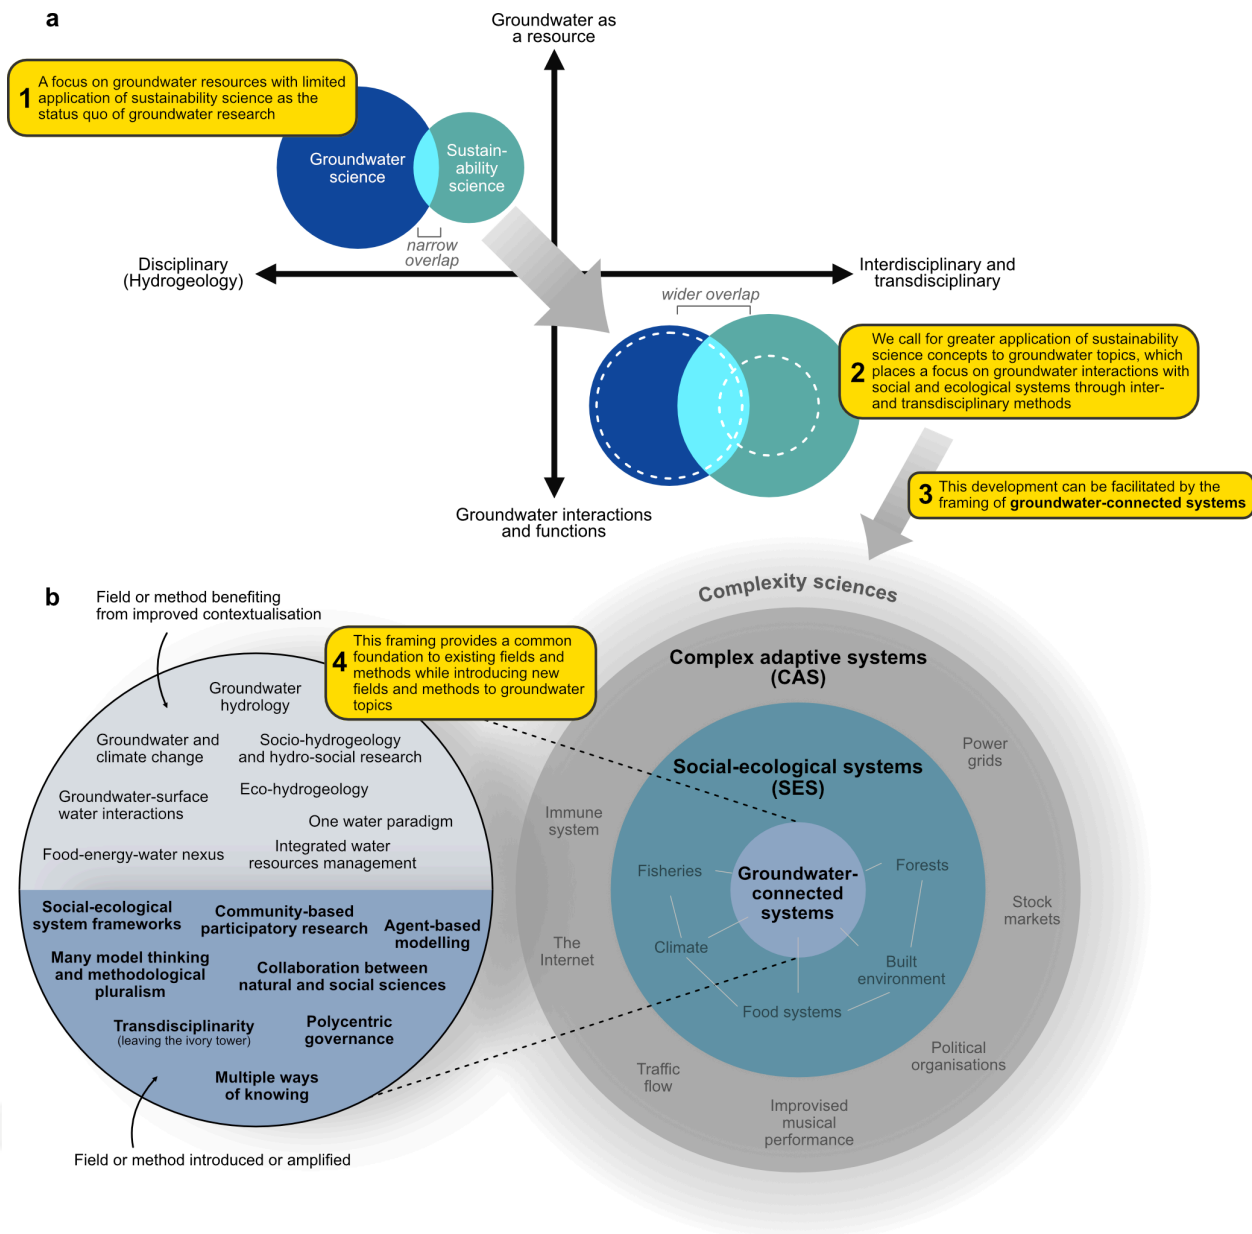 a
Groundwater as
a resource
1
A focus on groundwater resources with limited
application of sustainability science as the
status quo of groundwater research
Groundwater
science
Sustain-
ability
science
narrow
overlap
Disciplinary
(Hydrogeology)
Interdisciplinary and
transdisciplinary
wider overlap
2
We call for greater application of sustainability
science concepts to groundwater topics, which
places a focus on groundwater interactions with
social and ecological systems through inter-
and transdisciplinary methods
3
This development can be facilitated by the
framing of groundwater-connected systems
Groundwater interactions
and functions
b
Field or method benefiting
from improved contextualisation
4
This framing provides a common
foundation to existing fields and
methods while introducing new
fields and methods to groundwater
topics
Groundwater
hydrology
Groundwater and
climate change
Socio-hydrogeology
and hydro-social research
Groundwater-surface
water interactions
Eco-hydrogeology
One water paradigm
Food-energy-water nexus
Integrated water
resources management
Social-ecological
system frameworks
Community-based
participatory research
Agent-based
modelling
Many model thinking
and methodological
pluralism
Collaboration between
natural and social sciences
Transdisciplinarity
(leaving the ivory tower)
Polycentric
governance
Multiple ways
of knowing
Field or method introduced or amplified
Complexity sciences
Complex adaptive systems
(CAS)
Power
grids
Social-ecological systems
(SES)
Immune
system
Fisheries
Groundwater-
connected
systems
Forests
Stock
markets
The
Internet
Climate
Built
environment
Food systems
Political
organisations
Traffic
flow
Improvised
musical
performance